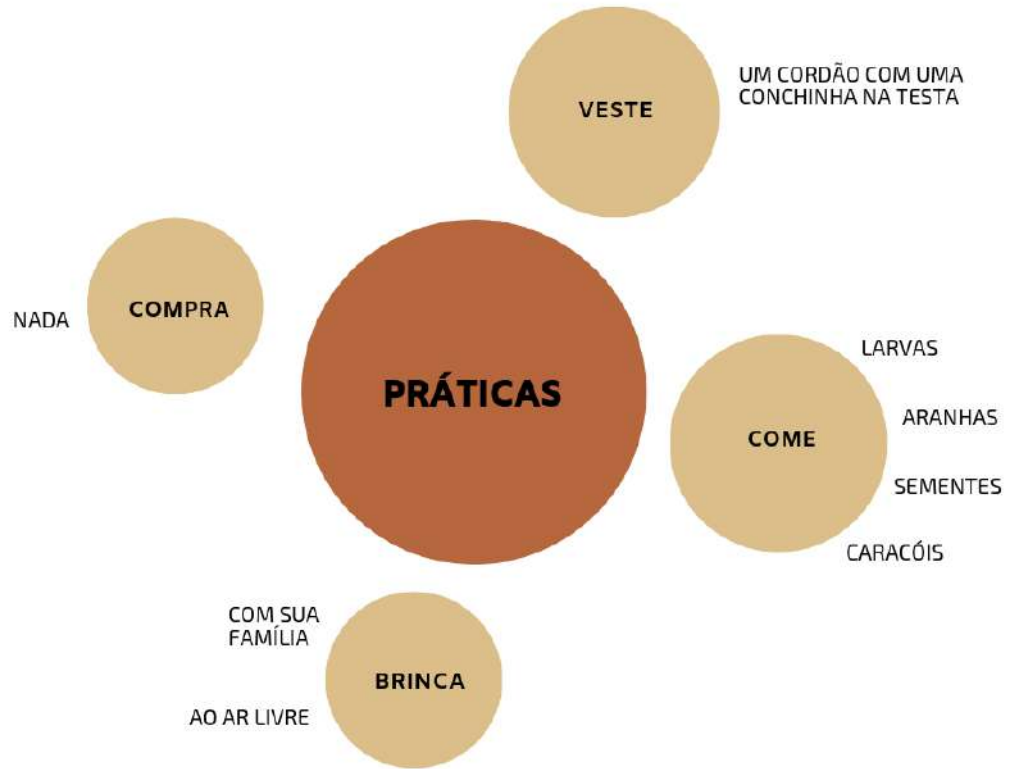 VESTE
UM CORDÃO COM UMA
CONCHINHA NA TESTA
COMPRA
NADA
PRÁTICAS
COME
LARVAS
ARANHAS
SEMENTES
CARACÓIS
BRINCA
COM SUA
FAMÍLIA
AO AR LIVRE